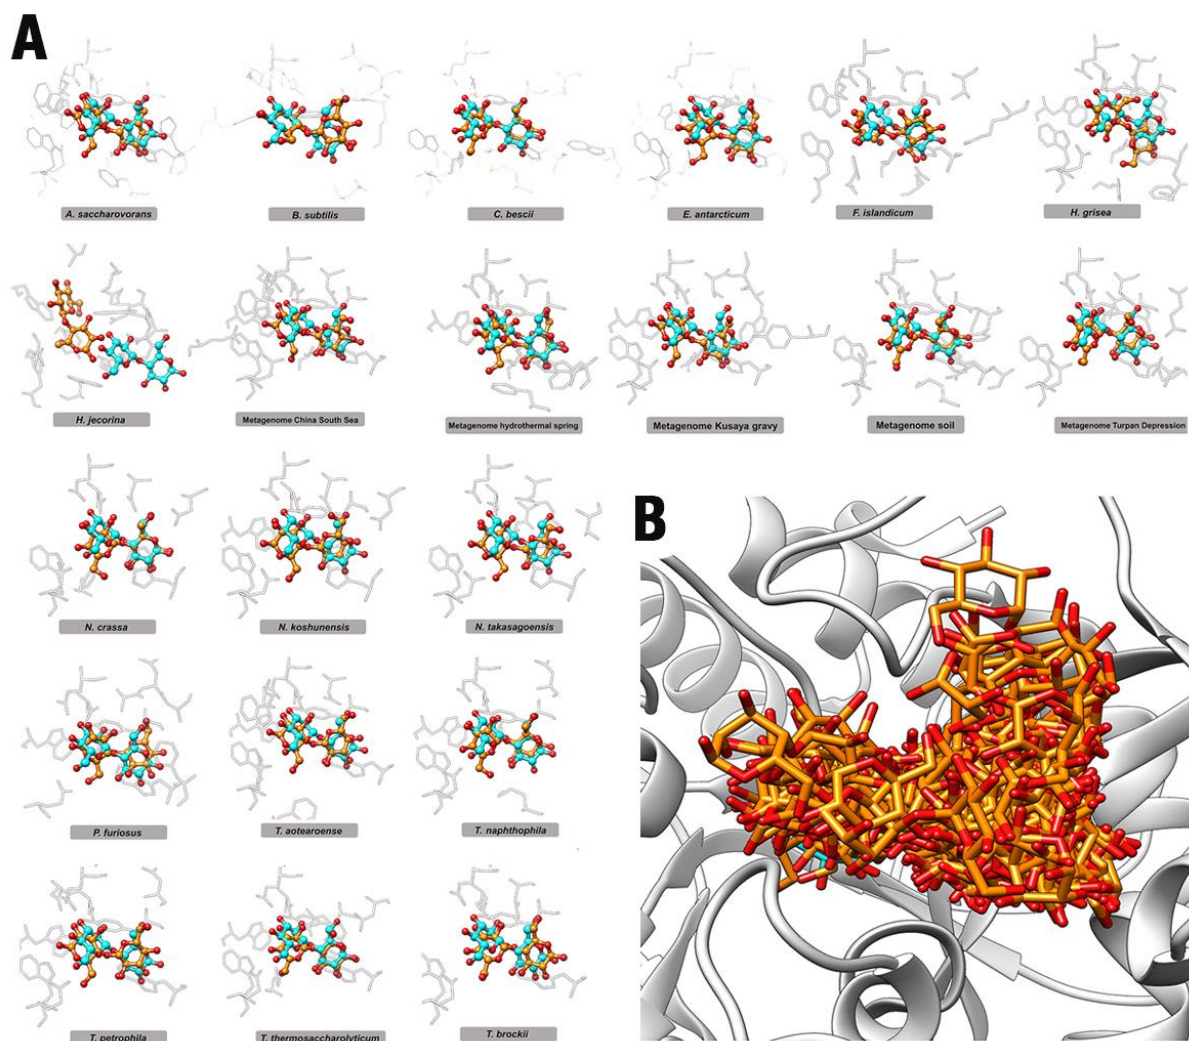 A
A. saccharovorans
B. subtilis
C. bescii
E. antarcticum
F. islandicum
H. grisea
H. jecorina
Metagenome China South Sea
Metagenome hydrothermal spring
Metagenome Kusaya gravy
Metagenome soil
Metagenome Turpan Depression
N. crassa
N. koshunensis
N. takasagoensis
B
P. furiosus
T. aotearoense
T. naphthophila
T. petrophila
T. thermosaccharolyticum
T. brockii